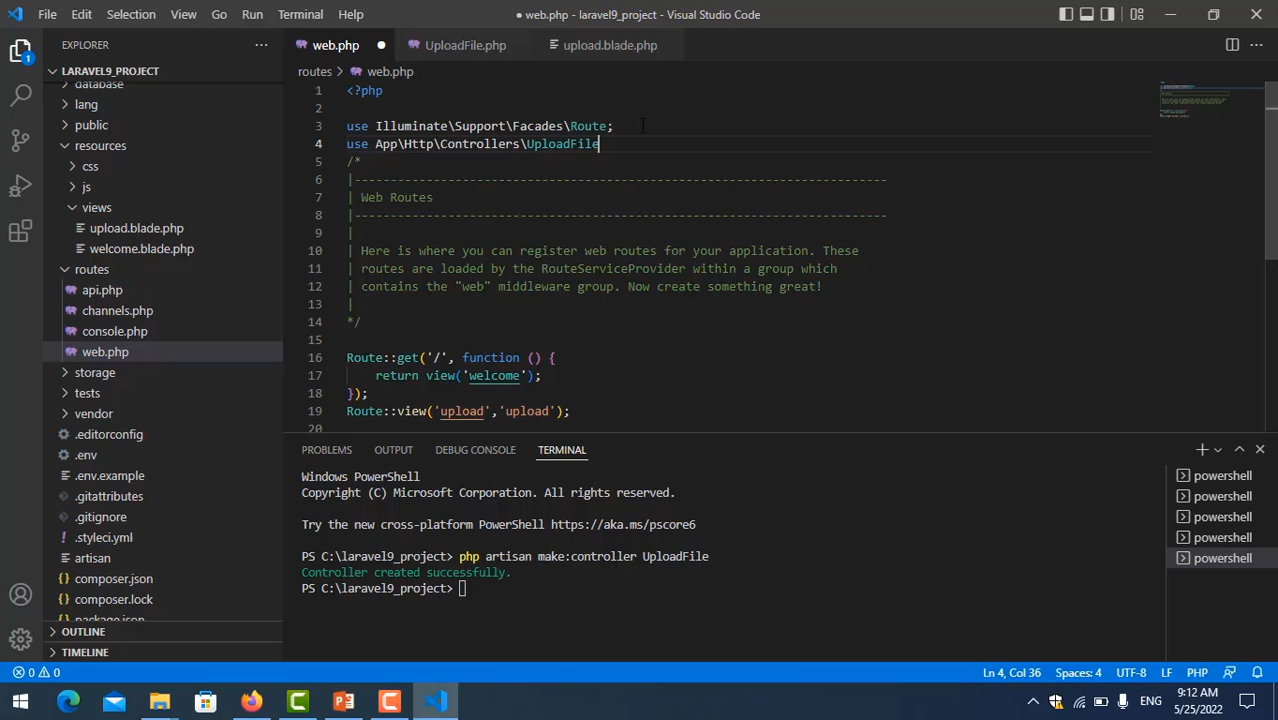 File Edit Selection View Go Run Terminal Help
● web.php - laravel9_project - Visual Studio Code
EXPLORER
LARAVEL9_PROJECT
database
lang
public
resources
css
js
views
upload.blade.php
welcome.blade.php
routes
api.php
channels.php
console.php
web.php
storage
tests
vendor
.editorconfig
.env
.env.example
.gitattributes
.gitignore
.styleci.yml
artisan
composer.json
composer.lock
package.json
OUTLINE
TIMELINE
web.php ● UploadFile.php upload.blade.php
routes > web.php
1 <?php
2
3 use Illuminate\Support\Facades\Route;
4 use App\Http\Controllers\UploadFile
5 /*
6 |--------------------------------------------------------------------------
7 | Web Routes
8 |--------------------------------------------------------------------------
9 |
10 | Here is where you can register web routes for your application. These
11 | routes are loaded by the RouteServiceProvider within a group which
12 | contains the "web" middleware group. Now create something great!
13 |
14 */
15
16 Route::get('/', function () {
17 return view('welcome');
18 });
19 Route::view('upload','upload');
20
PROBLEMS OUTPUT DEBUG CONSOLE TERMINAL
Windows PowerShell
Copyright (C) Microsoft Corporation. All rights reserved.
Try the new cross-platform PowerShell https://aka.ms/pscore6
PS C:\laravel9_project> php artisan make:controller UploadFile
Controller created successfully.
PS C:\laravel9_project>
powershell
powershell
powershell
powershell
powershell
0 0
Ln 4, Col 36 Spaces: 4 UTF-8 LF PHP
ENG
9:12 AM
5/25/2022